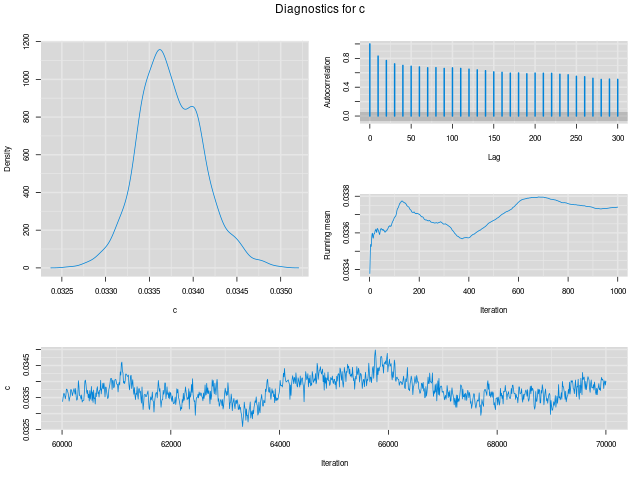 Diagnostics for c
Density
0 200 400 600 800 1000 1200
0.0325 0.0330 0.0335 0.0340 0.0345 0.0350
c
Autocorrelation
0.0 0.4 0.8
0 50 100 150 200 250 300
Lag
Running mean
0.0334 0.0336 0.0338
0 200 400 600 800 1000
Iteration
c
0.0325 0.0335 0.0345
60000 62000 64000 66000 68000 70000
Iteration